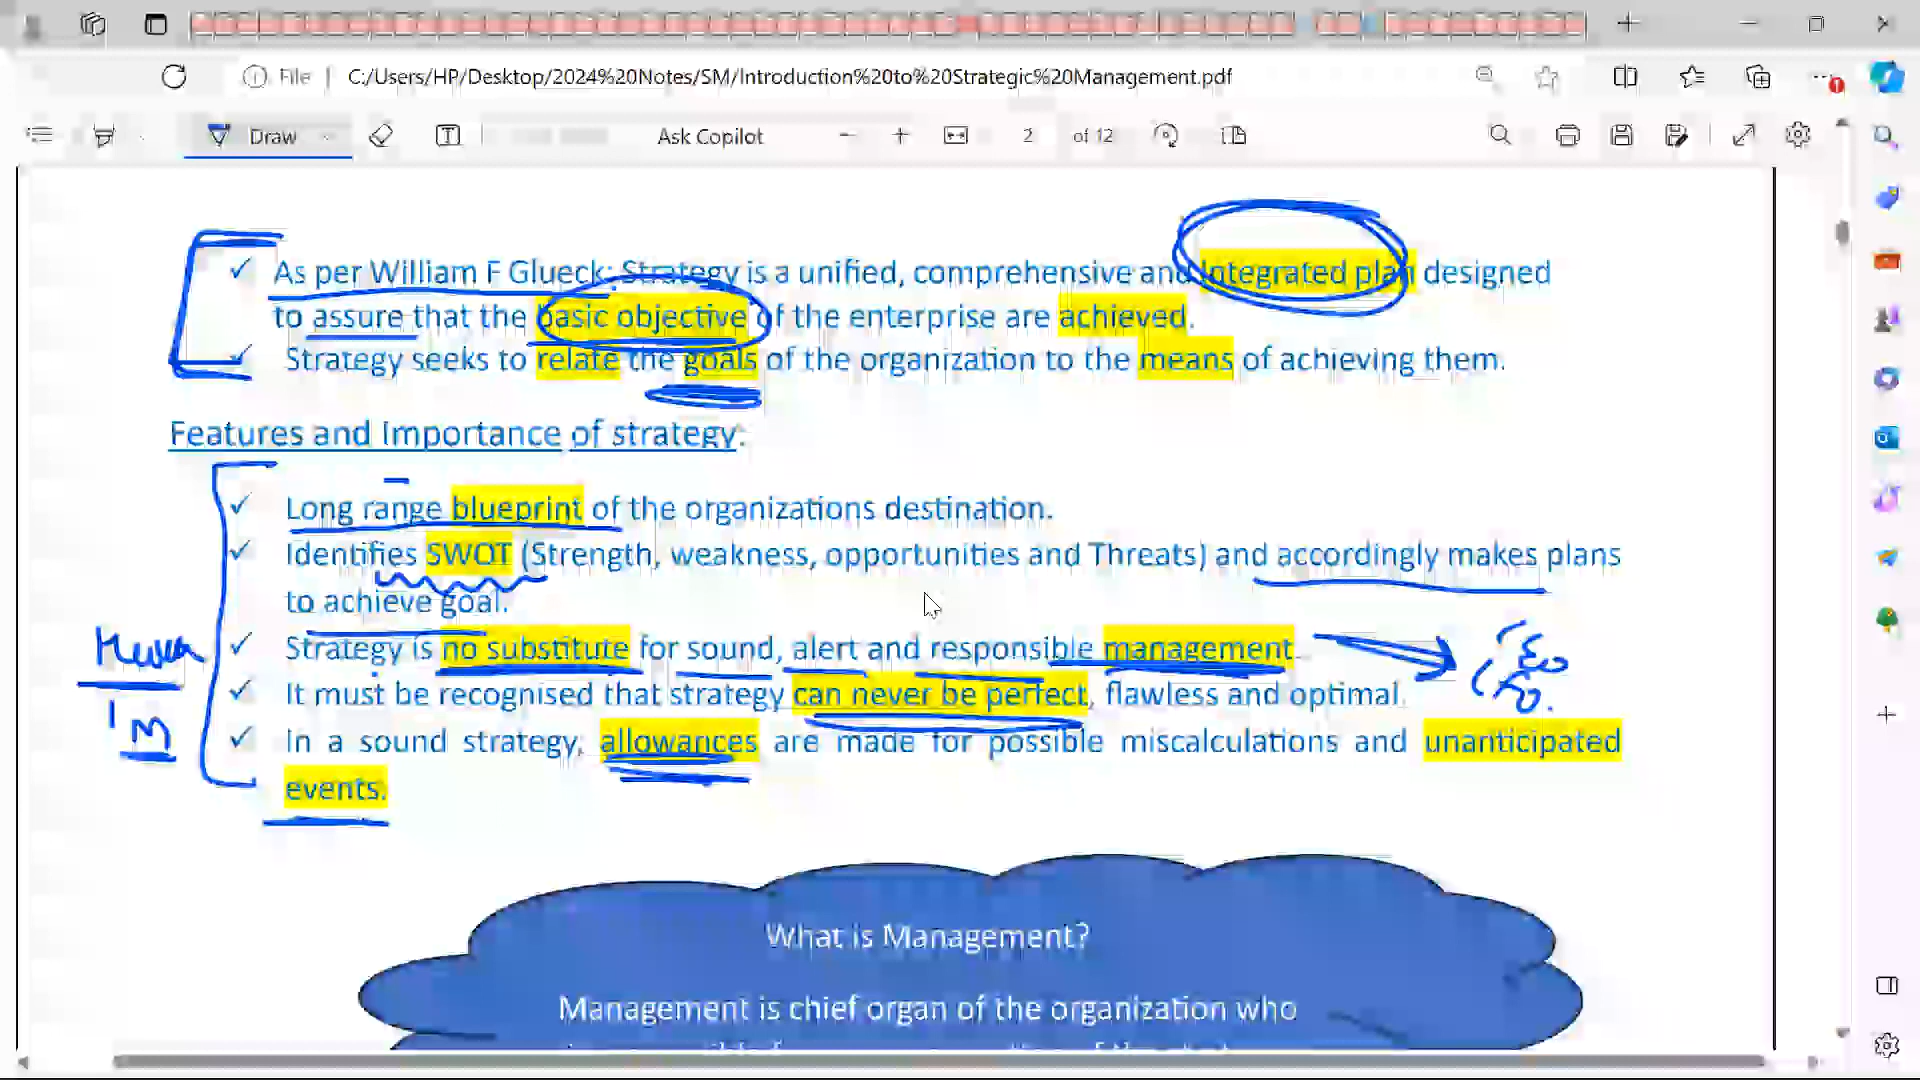 File
C:/Users/HP/Desktop/2024%20Notes/SM/Introduction%20to%20Strategic%20Management.pdf
Draw
Ask Copilot
2 of 12
As per William F Glueck: Strategy is a unified, comprehensive and Integrated plan designed
to assure that the basic objective of the enterprise are achieved.
Strategy seeks to relate the goals of the organization to the means of achieving them.
Features and Importance of strategy:
Long range blueprint of the organizations destination.
Identifies SWOT (Strength, weakness, opportunities and Threats) and accordingly makes plans
to achieve goal.
Strategy is no substitute for sound, alert and responsible management.
It must be recognised that strategy can never be perfect, flawless and optimal.
In a sound strategy, allowances are made for possible miscalculations and unanticipated
events.
What is Management?
Management is chief organ of the organization who